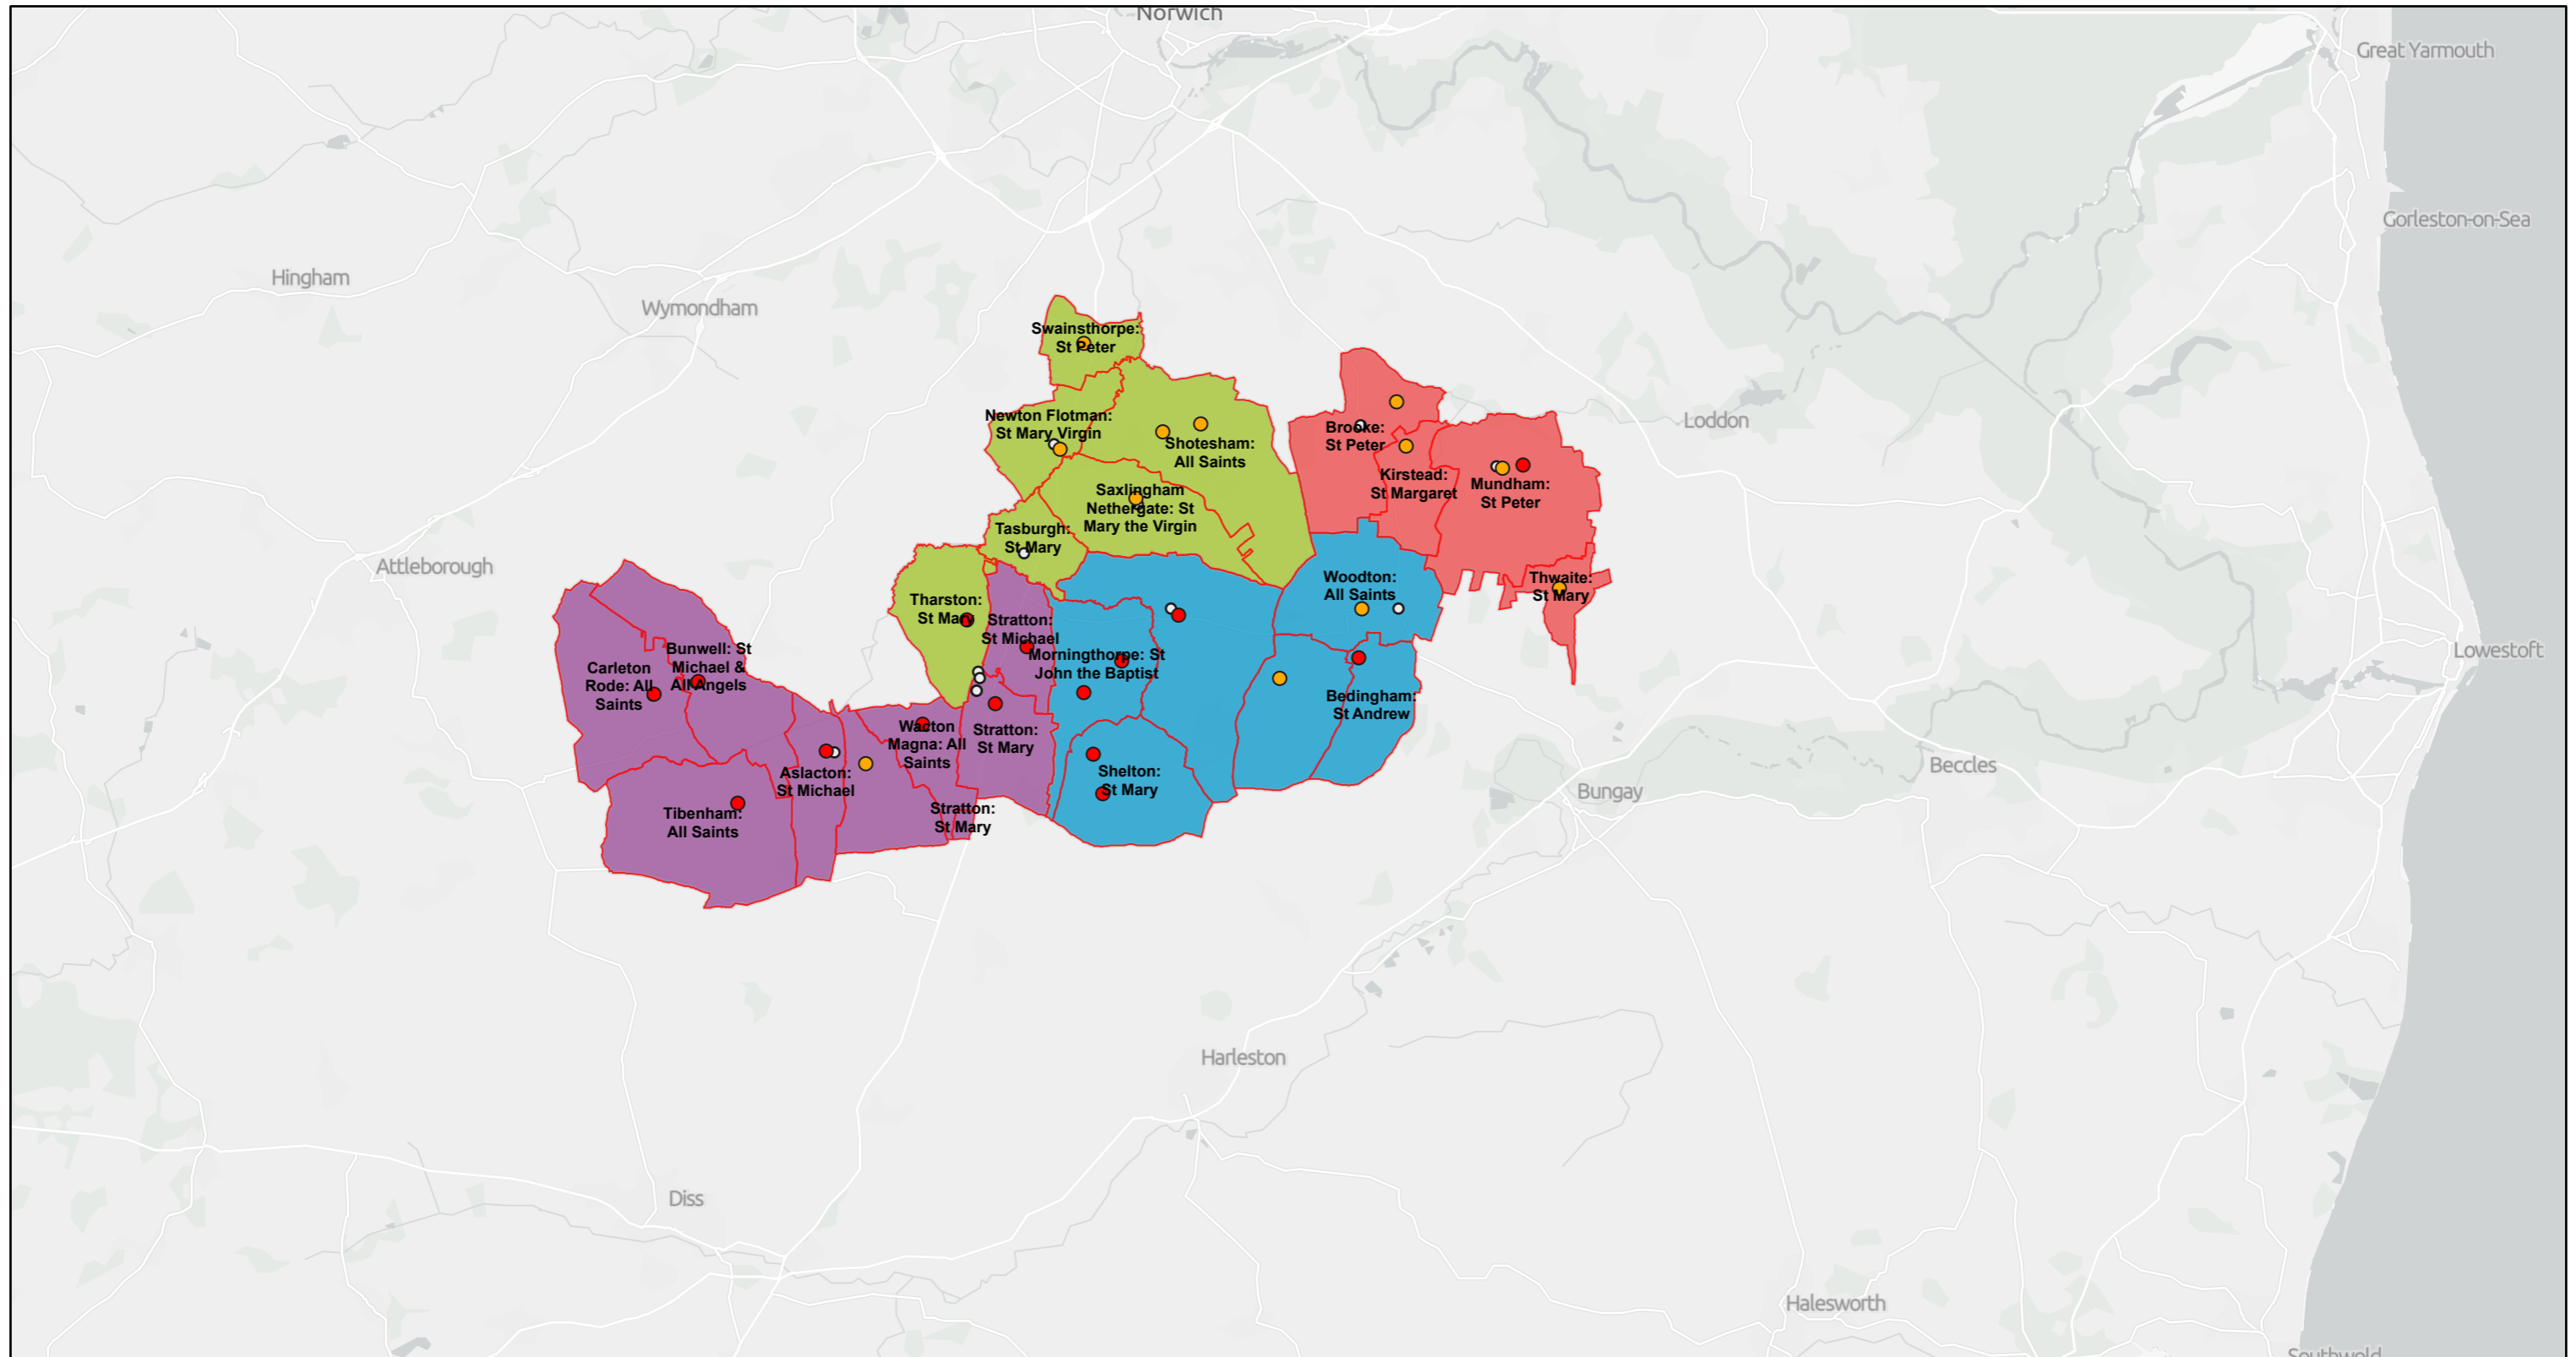 Norwich
Great Yarmouth
Gorleston-on-Sea
Hingham
Wymondham
Swainsthorpe:
St Peter
Newton Flotman:
St Mary Virgin
Shotesham:
All Saints
Brooke:
St Peter
Loddon
Kirstead:
St Margaret
Mundham:
St Peter
Saxlingham
Nethergate: St
Mary the Virgin
Tasburgh:
St Mary
Attleborough
Woodton:
All Saints
Thwaite:
St Mary
Tharston:
St Mary
Stratton:
St Michael
Bunwell: St
Michael &
All Angels
Carleton
Rode: All
Saints
Morningthorpe: St
John the Baptist
Lowestoft
Bedingham:
St Andrew
Wacton
Magna: All
Saints
Stratton:
St Mary
Aslacton:
St Michael
Shelton:
St Mary
Beccles
Bungay
Tibenham:
All Saints
Stratton:
St Mary
Harleston
Diss
Halesworth
Southwold